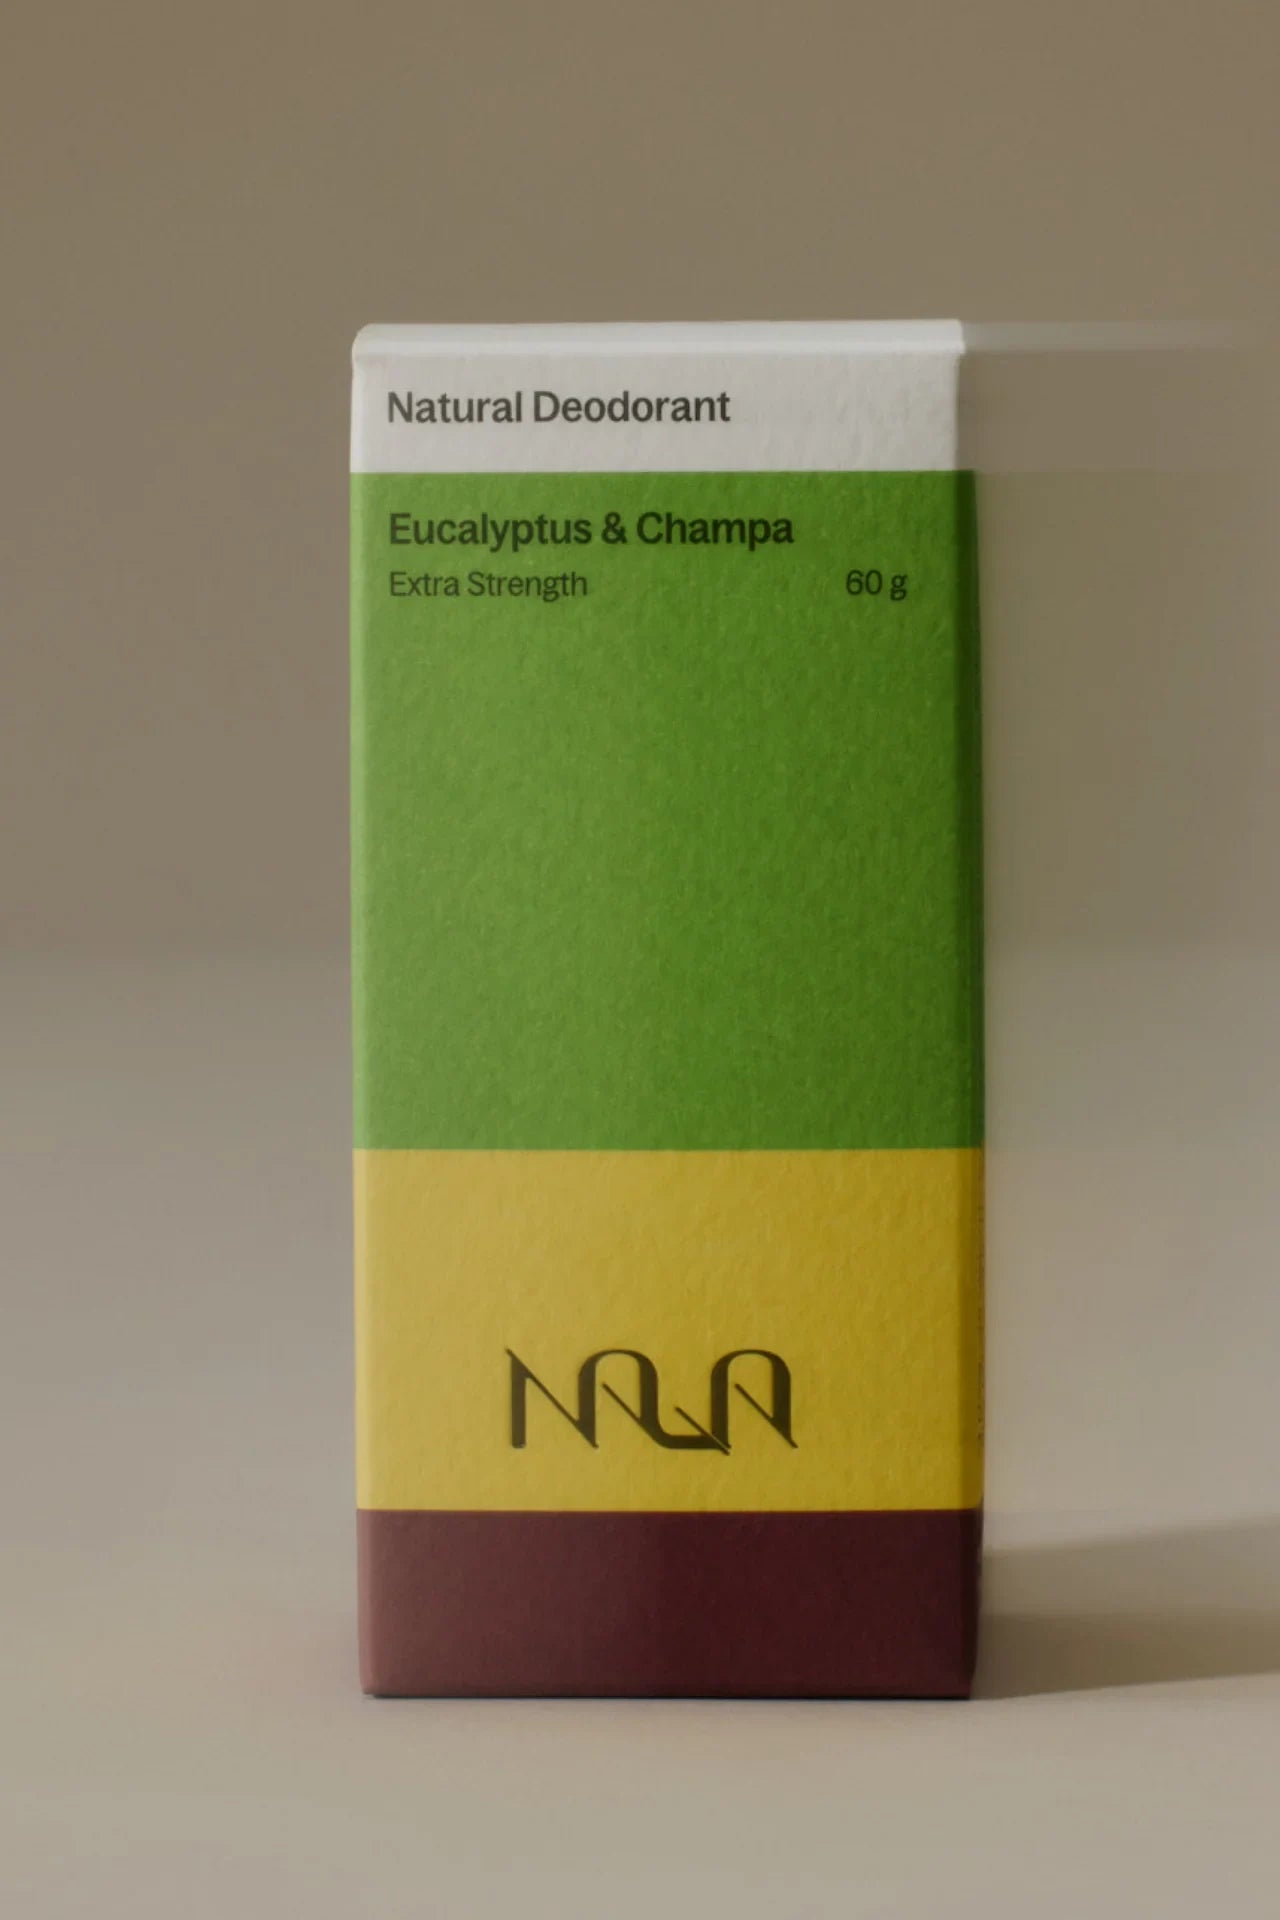 Natural Deodorant
Eucalyptus & Champa
Extra Strength 60 g
NALA